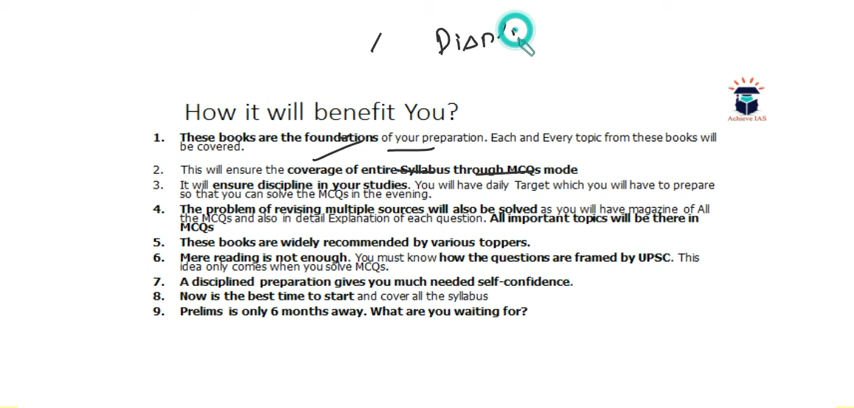 How it will benefit You?
Achieve IAS
1. These books are the foundations of your preparation. Each and Every topic from these books will
be covered.
2. This will ensure the coverage of entire Syllabus through MCQs mode
3. It will ensure discipline in your studies. You will have daily Target which you will have to prepare
so that you can solve the MCQs in the evening.
4. The problem of revising multiple sources will also be solved as you will have magazine of All
the MCQs and also in detail Explanation of each question. All important topics will be there in
MCQs
5. These books are widely recommended by various toppers.
6. Mere reading is not enough. You must know how the questions are framed by UPSC. This
idea only comes when you solve MCQs.
7. A disciplined preparation gives you much needed self-confidence.
8. Now is the best time to start and cover all the syllabus
9. Prelims is only 6 months away. What are you waiting for?